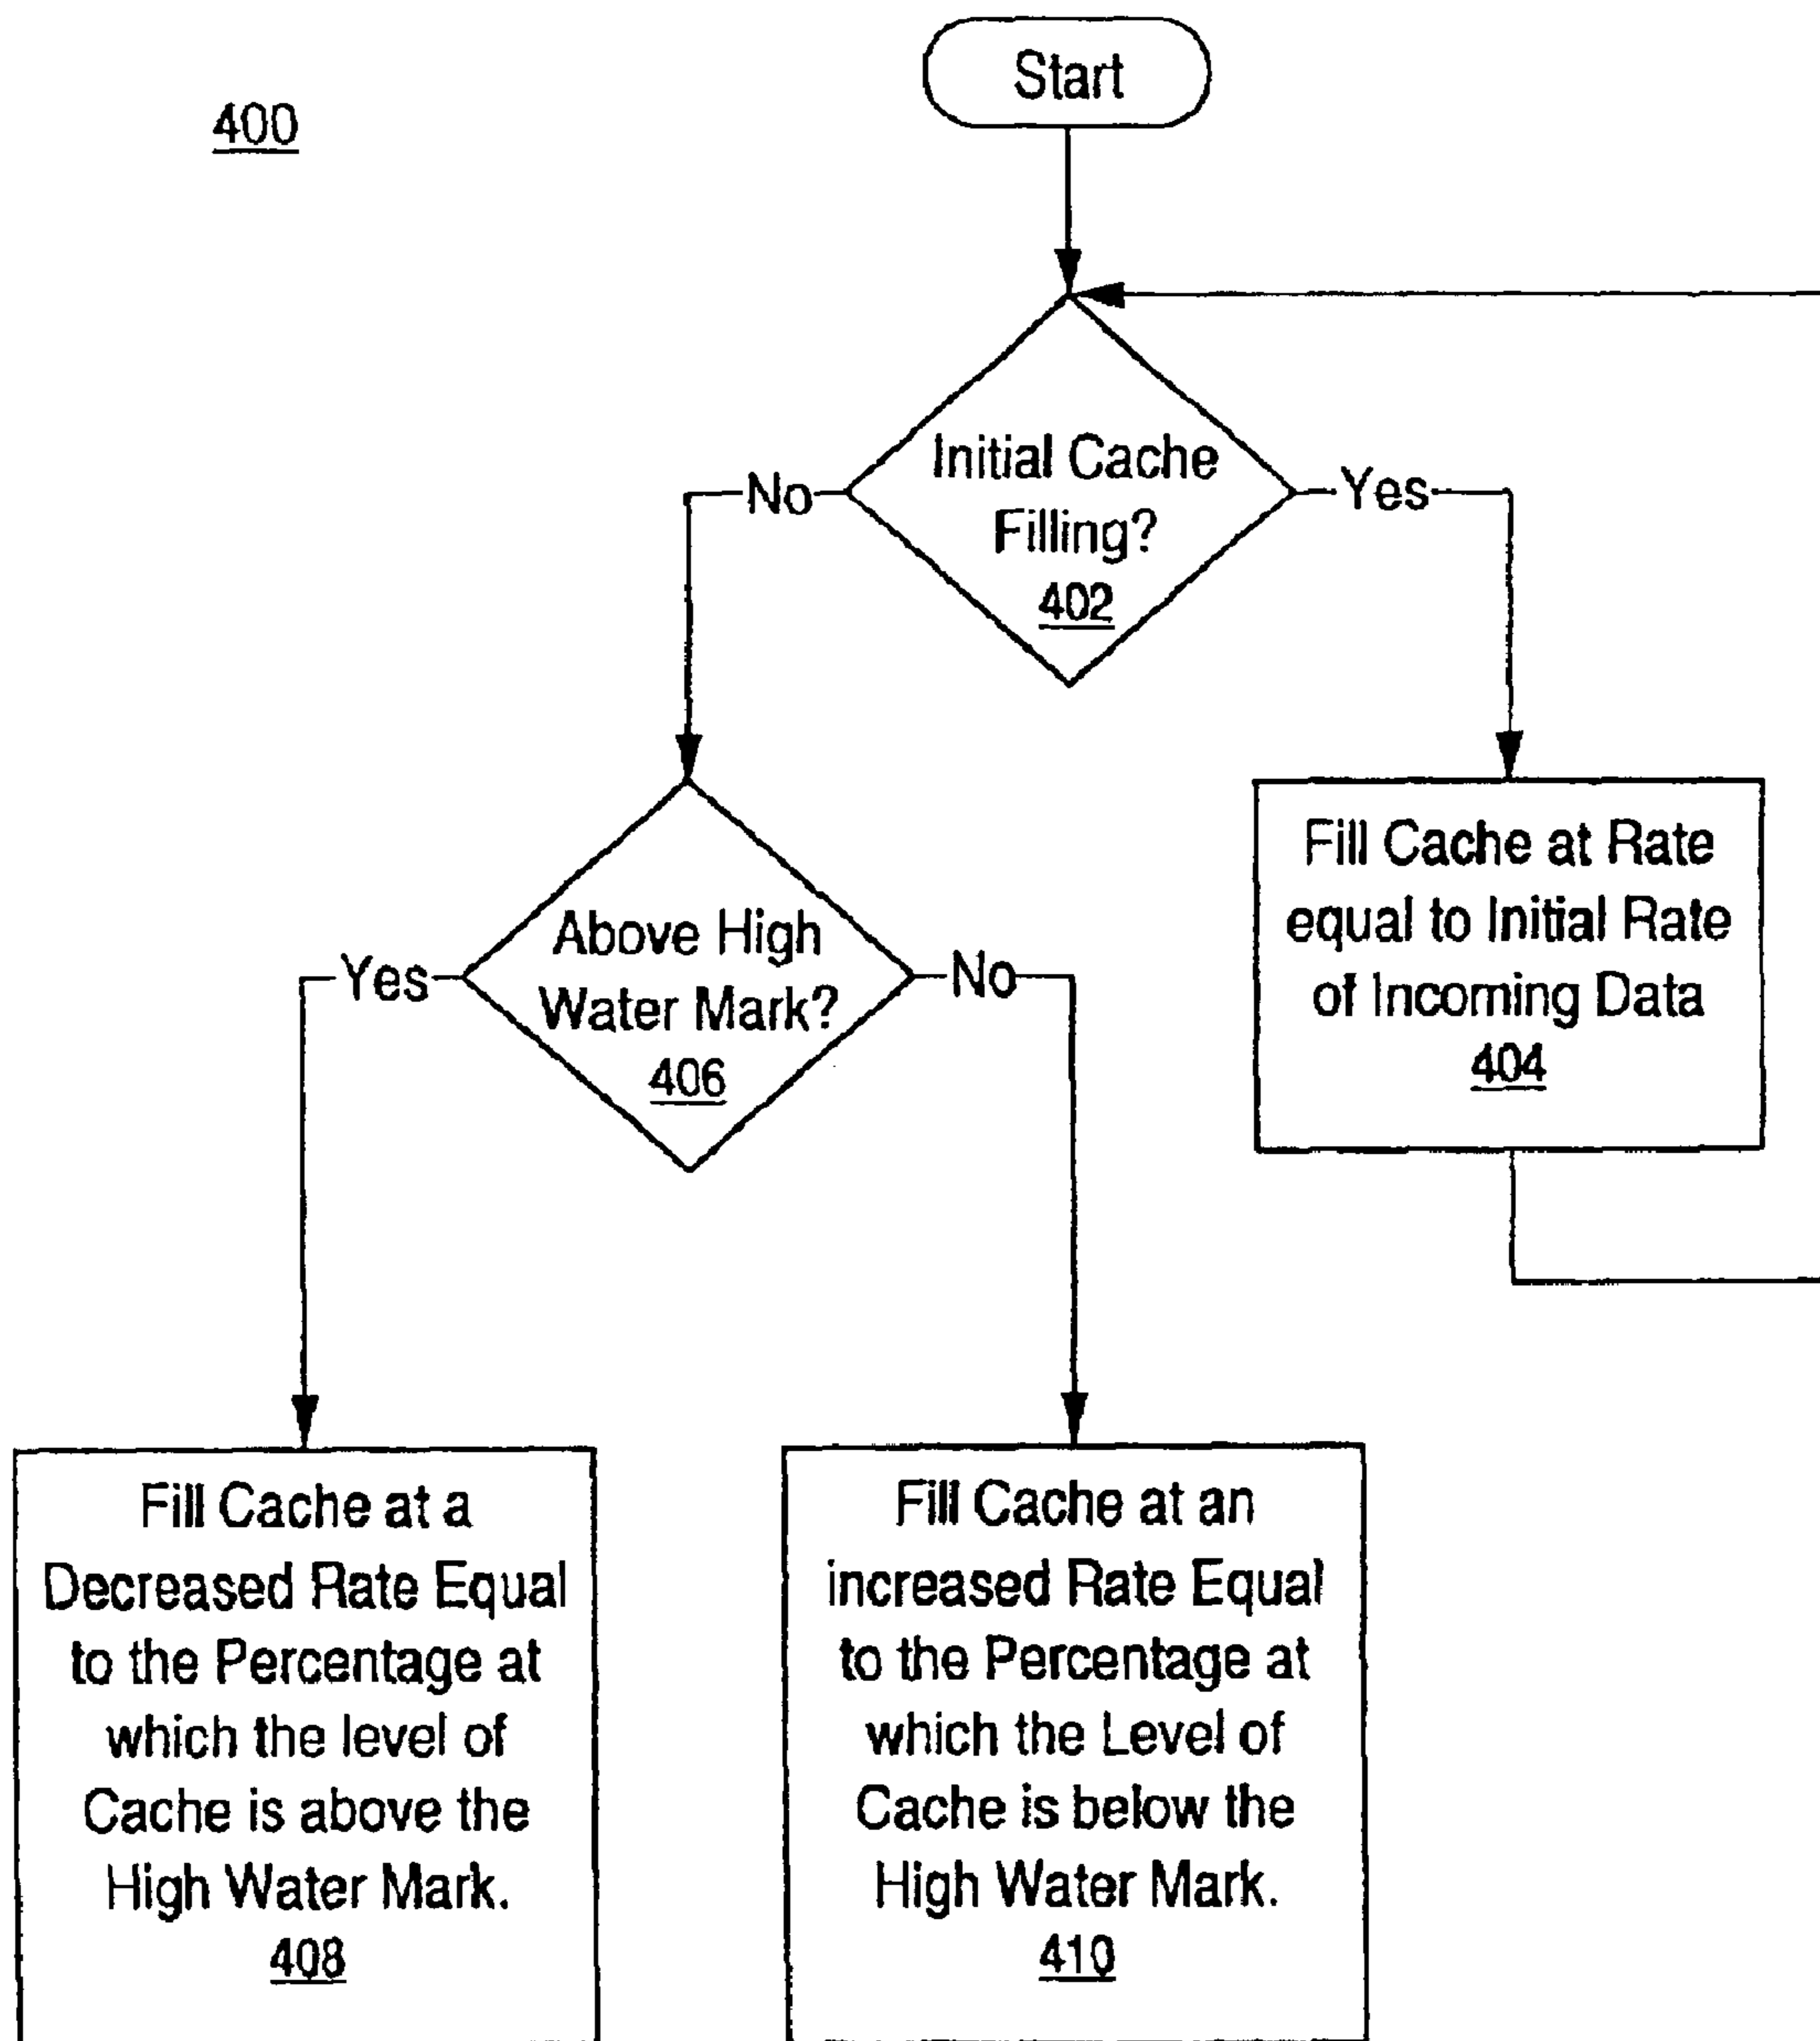 Start
400
Initial Cache
Filling?
402
No
Yes
Fill Cache at Rate
equal to Initial Rate
of Incoming Data
404
Above High
Water Mark?
406
Yes
No
Fill Cache at a
Decreased Rate Equal
to the Percentage at
which the level of
Cache is above the
High Water Mark.
408
Fill Cache at an
increased Rate Equal
to the Percentage at
which the Level of
Cache is below the
High Water Mark.
410